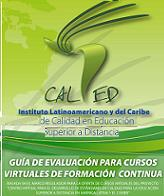 CALED
Instituto Latinoamericano y del Caribe
de Calidad en Educación
Superior a Distancia
GUÍA DE EVALUACIÓN PARA CURSOS
VIRTUALES DE FORMACIÓN CONTINUA
BASADA EN EL MARCO REGULADOR PARA LA OFERTA DE CURSOS VIRTUALES DEL PROYECTO
"CENTRO VIRTUAL PARA EL DESARROLLO DE ESTÁNDARES DE CALIDAD PARA LA EDUCACIÓN
SUPERIOR A DISTANCIA EN AMÉRICA LATINA Y EL CARIBE"